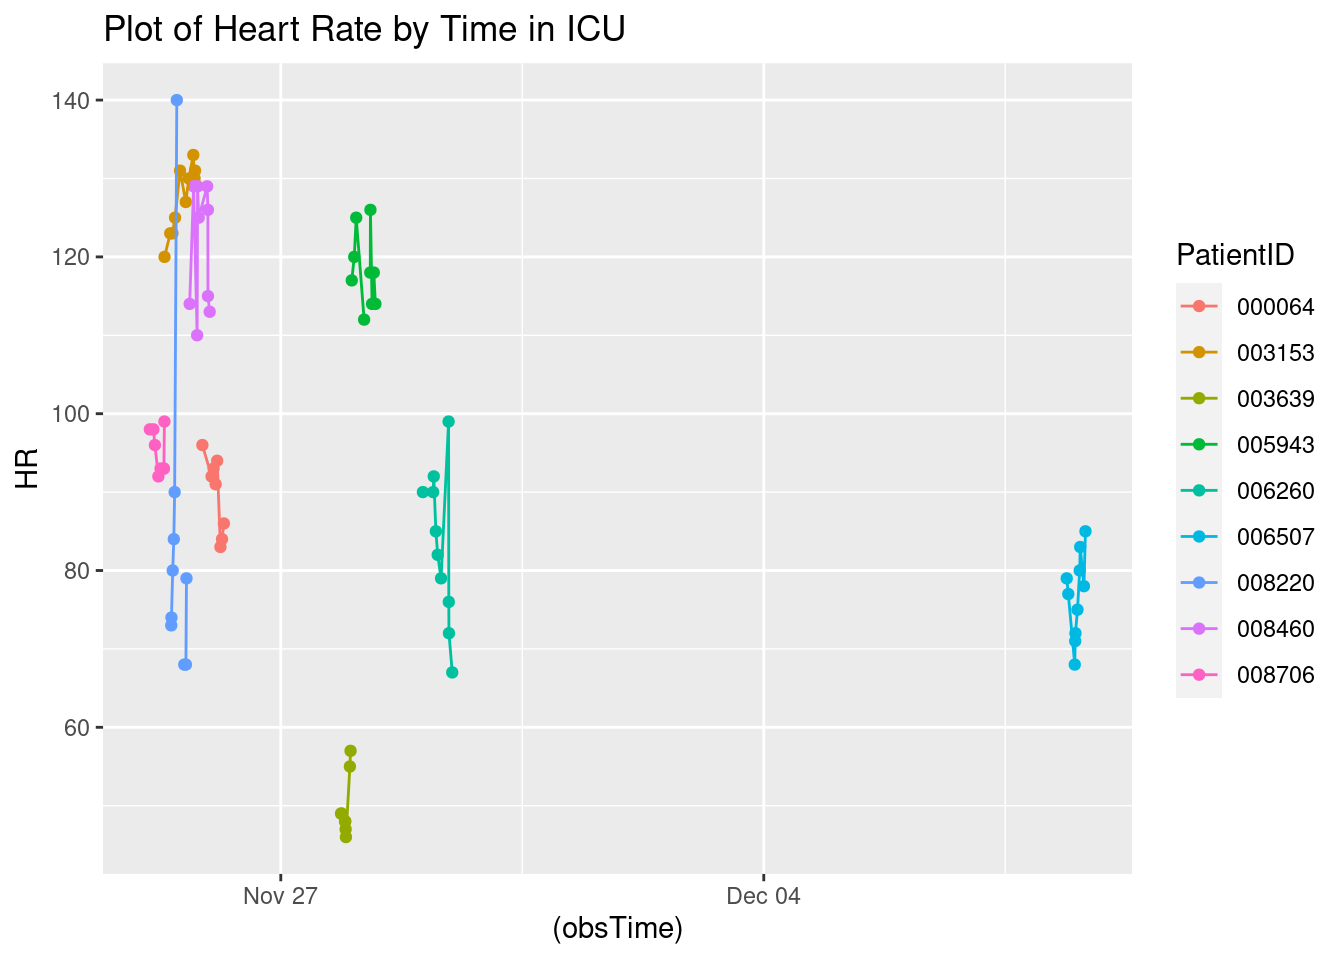 Plot of Heart Rate by Time in ICU
140
120
100
80
60
HR
Nov 27
Dec 04
(obsTime)
PatientID
000064
003153
003639
005943
006260
006507
008220
008460
008706